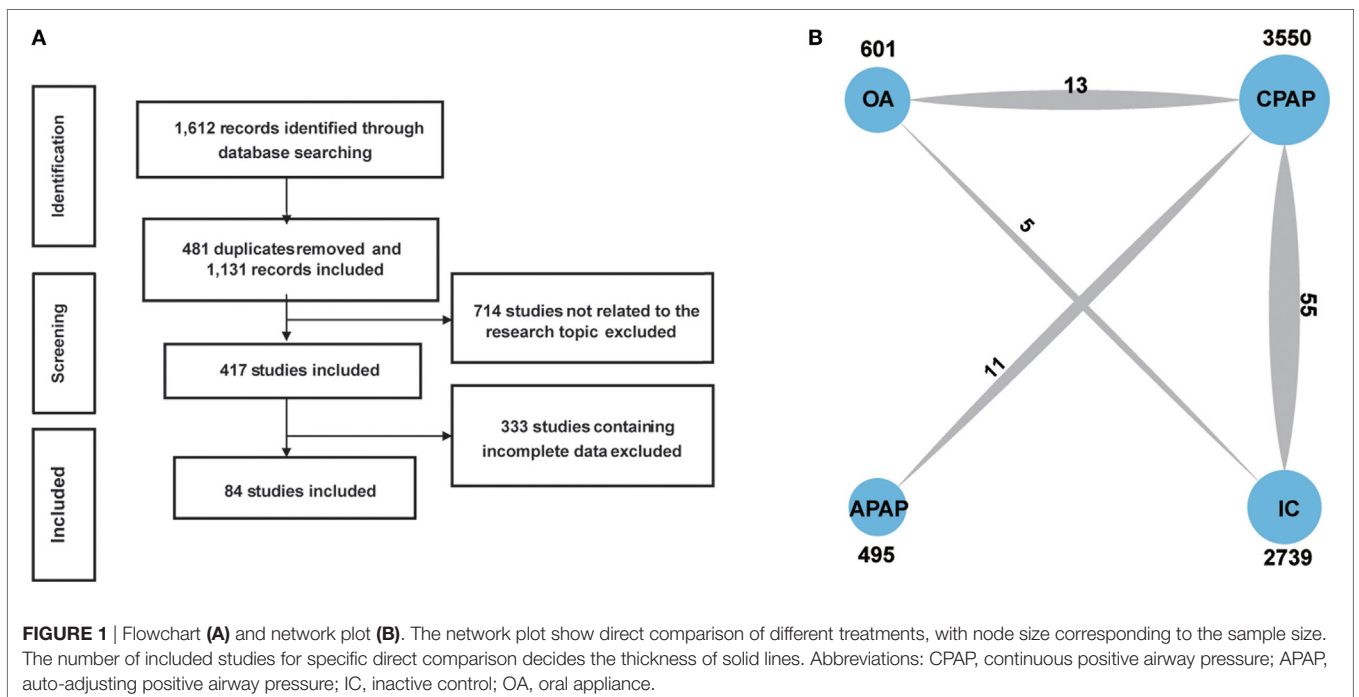 A
Identification
Screening
Included
1,612 records identified through
database searching
481 duplicates removed and
1,131 records included
714 studies not related to the
research topic excluded
417 studies included
333 studies containing
incomplete data excluded
84 studies included
B
601
OA
3550
CPAP
13
5
11
55
APAP
495
IC
2739
FIGURE 1 | Flowchart (A) and network plot (B). The network plot show direct comparison of different treatments, with node size corresponding to the sample size.
The number of included studies for specific direct comparison decides the thickness of solid lines. Abbreviations: CPAP, continuous positive airway pressure; APAP,
auto-adjusting positive airway pressure; IC, inactive control; OA, oral appliance.